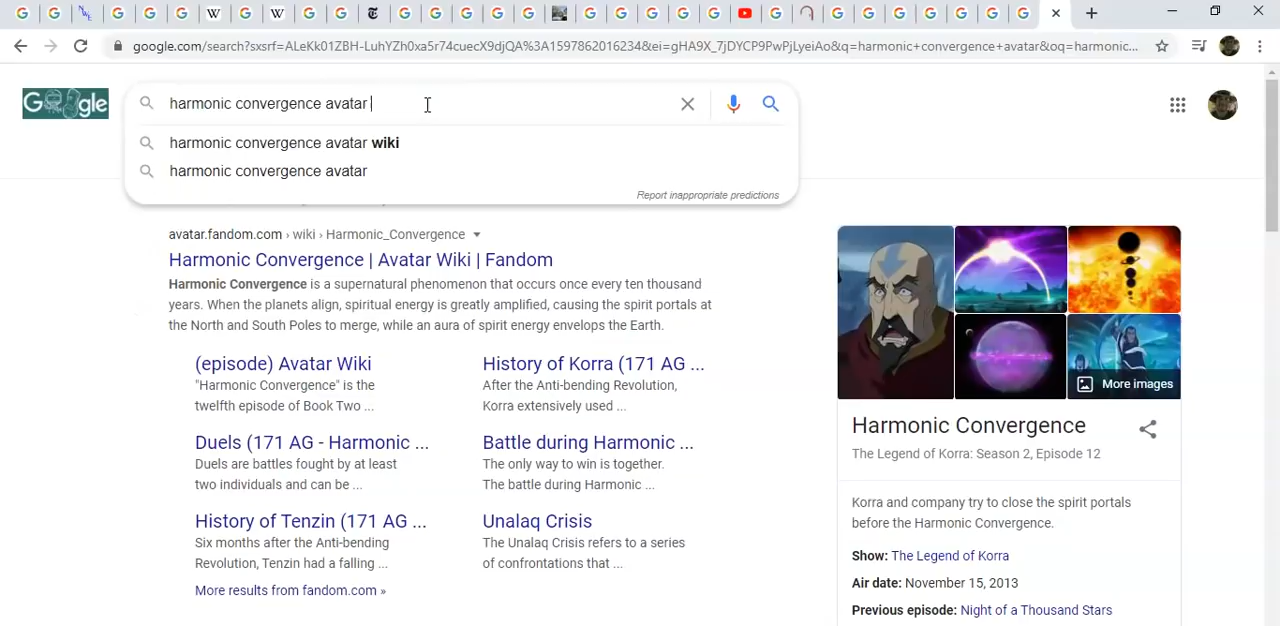 google.com/search?sxsrf=ALeKk01ZBH-LuhYZh0xa5r74cuecX9djQA%3A1597862016234&ei=gHA9X_7jDYCP9PwPjLyeiAo&q=harmonic+convergence+avatar&oq=harmonic...
Google
harmonic convergence avatar
harmonic convergence avatar wiki
harmonic convergence avatar
Report inappropriate predictions
avatar.fandom.com › wiki › Harmonic_Convergence
Harmonic Convergence | Avatar Wiki | Fandom
Harmonic Convergence is a supernatural phenomenon that occurs once every ten thousand
years. When the planets align, spiritual energy is greatly amplified, causing the spirit portals at
the North and South Poles to merge, while an aura of spirit energy envelops the Earth.
(episode) Avatar Wiki
"Harmonic Convergence" is the
twelfth episode of Book Two ...
History of Korra (171 AG ...
After the Anti-bending Revolution,
Korra extensively used ...
Duels (171 AG - Harmonic ...
Duels are battles fought by at least
two individuals and can be ...
Battle during Harmonic ...
The only way to win is together.
The battle during Harmonic ...
History of Tenzin (171 AG ...
Six months after the Anti-bending
Revolution, Tenzin had a falling ...
Unalaq Crisis
The Unalaq Crisis refers to a series
of confrontations that ...
More results from fandom.com »
More images
Harmonic Convergence
The Legend of Korra: Season 2, Episode 12
Korra and company try to close the spirit portals
before the Harmonic Convergence.
Show: The Legend of Korra
Air date: November 15, 2013
Previous episode: Night of a Thousand Stars